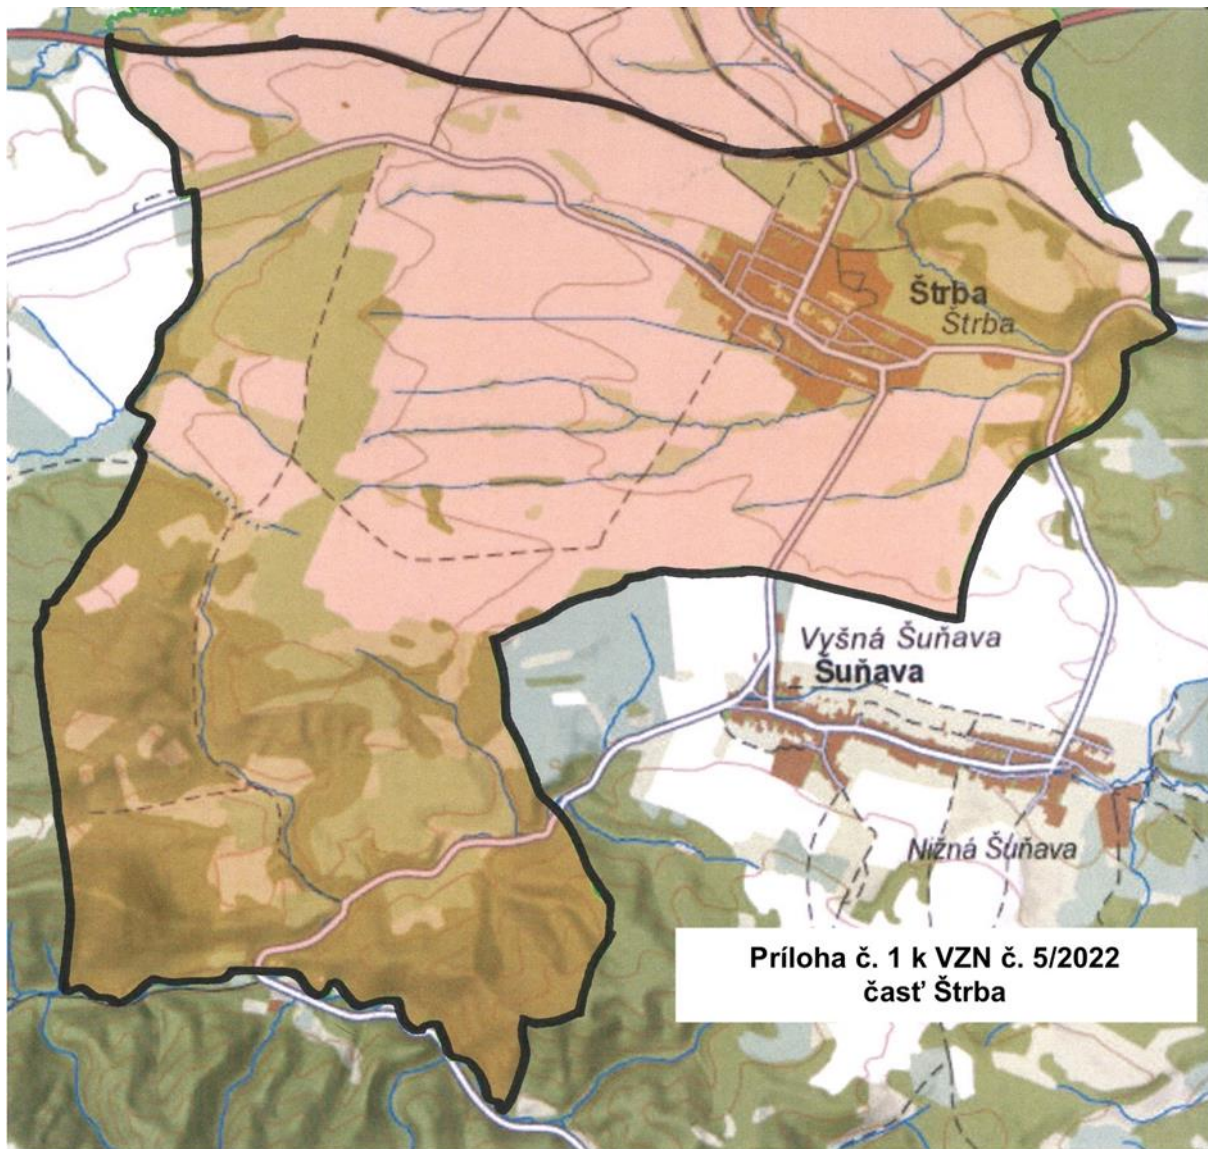 Štrba
Štrba
Vyšná Šuňava
Šuňava
Nižná Šuňava
Príloha č. 1 k VZN č. 5/2022
časť Štrba